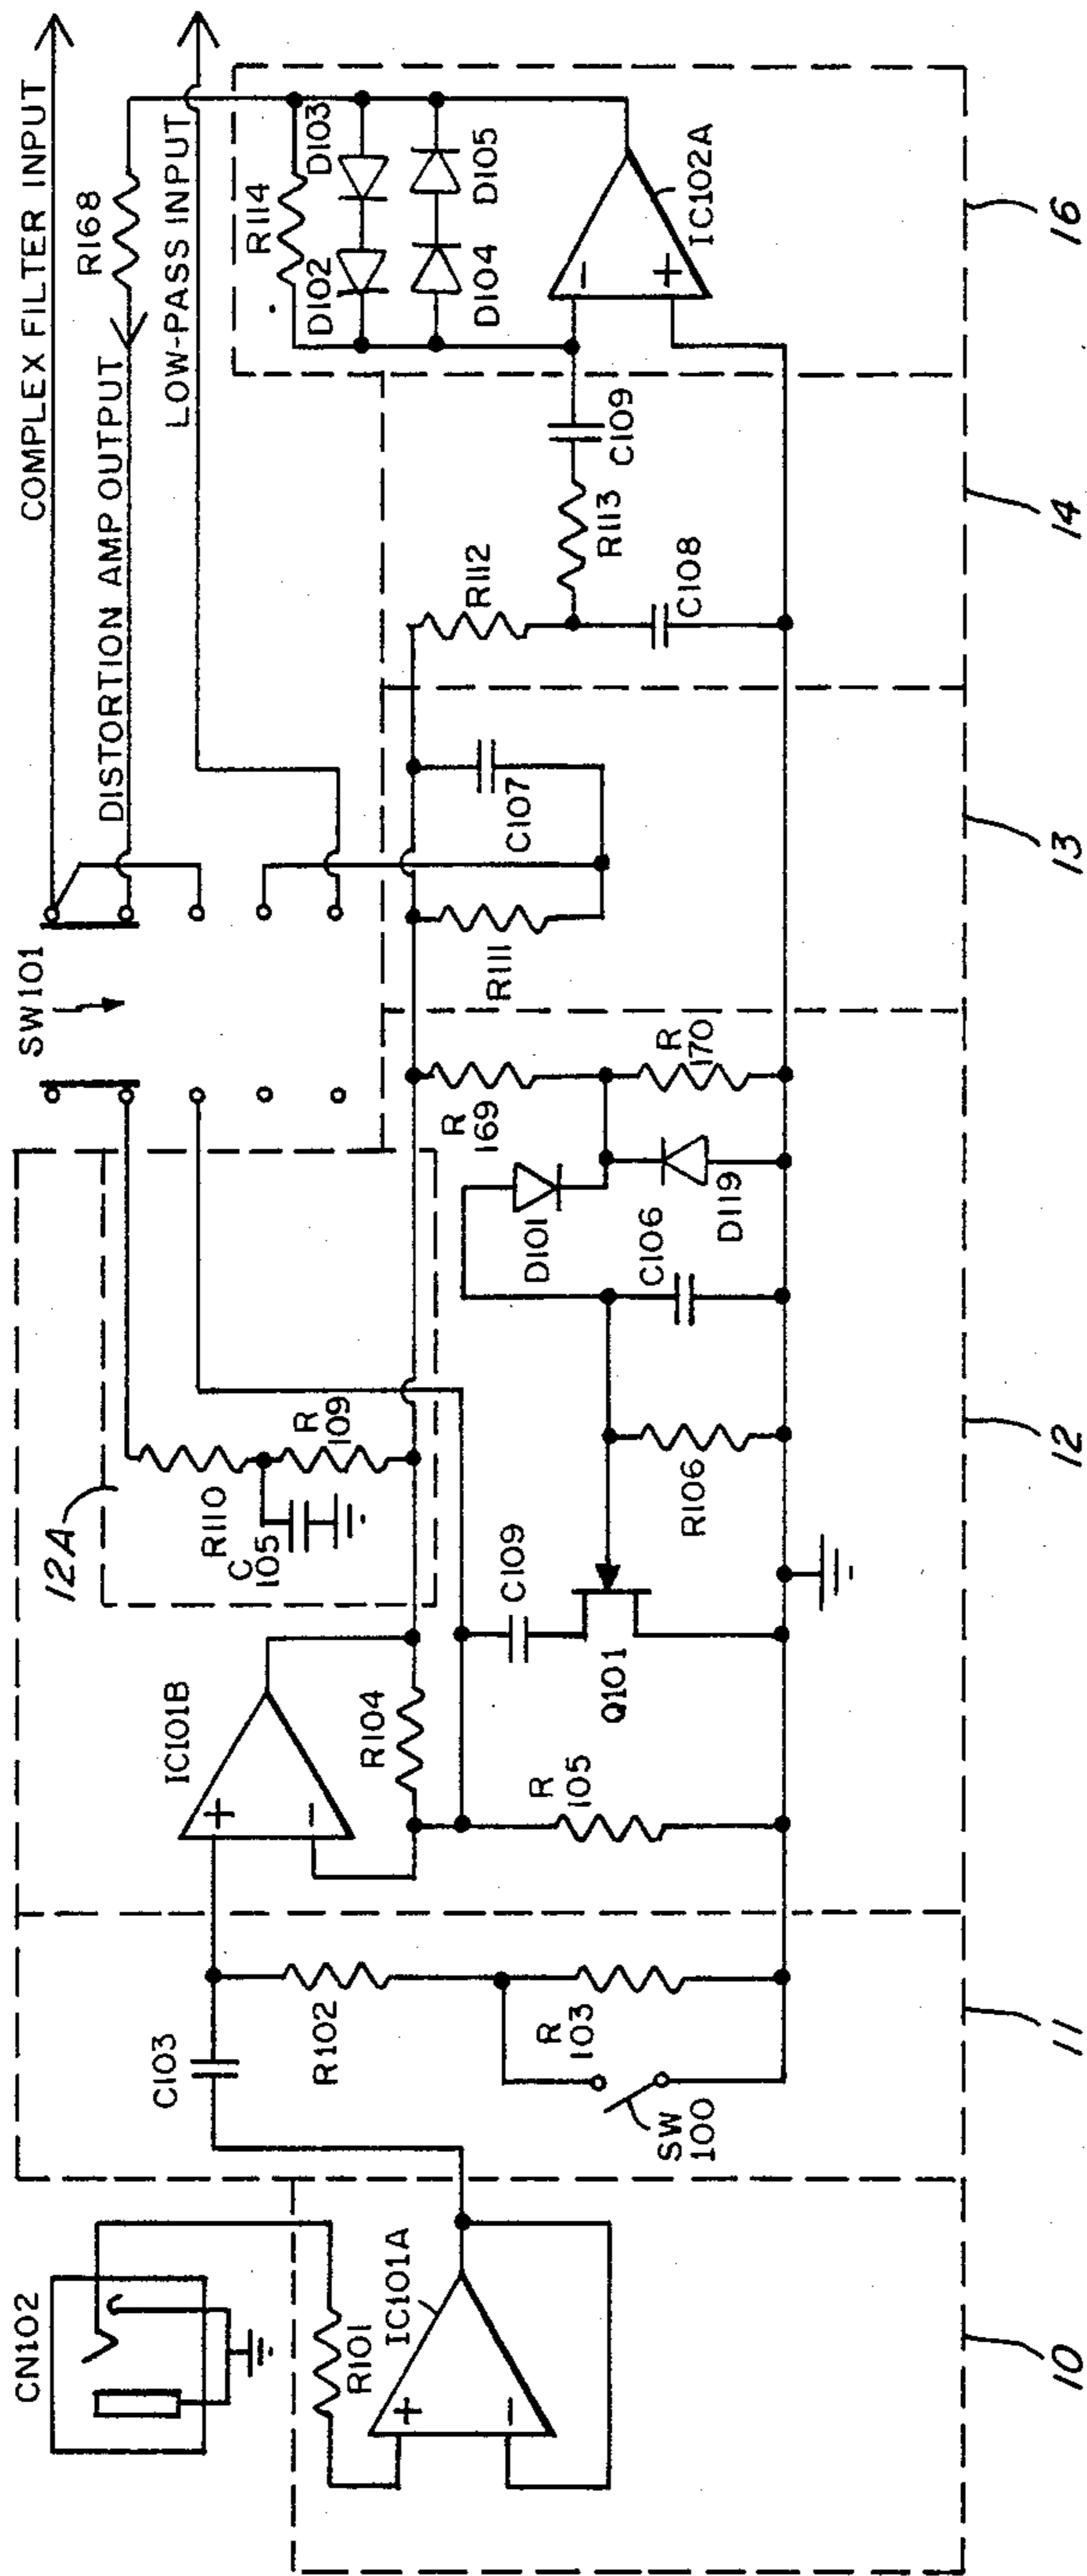 COMPLEX FILTER INPUT
R168
DISTORTION AMP OUTPUT
LOW-PASS INPUT
SW101
CN102
R101
IC101A
+
−
C103
R102
R
103
SW
100
IC101B
+
−
R104
R
105
12A
R110
C
105
R
109
C109
Q101
R106
C106
D101
D119
R
169
R
170
R111
C107
R112
R113
C108
C109
R114
D102
D103
D104
D105
−
+
IC102A
10
11
12
13
14
16